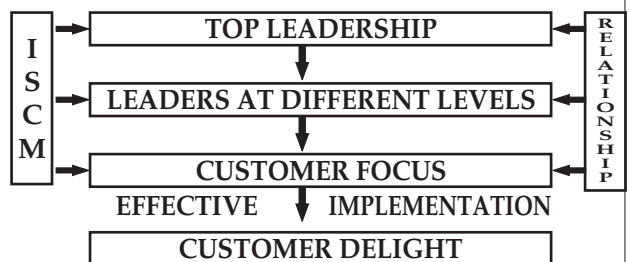 ISCM
TOP LEADERSHIP
LEADERS AT DIFFERENT LEVELS
CUSTOMER FOCUS
EFFECTIVE IMPLEMENTATION
CUSTOMER DELIGHT
RELATIONSHIP